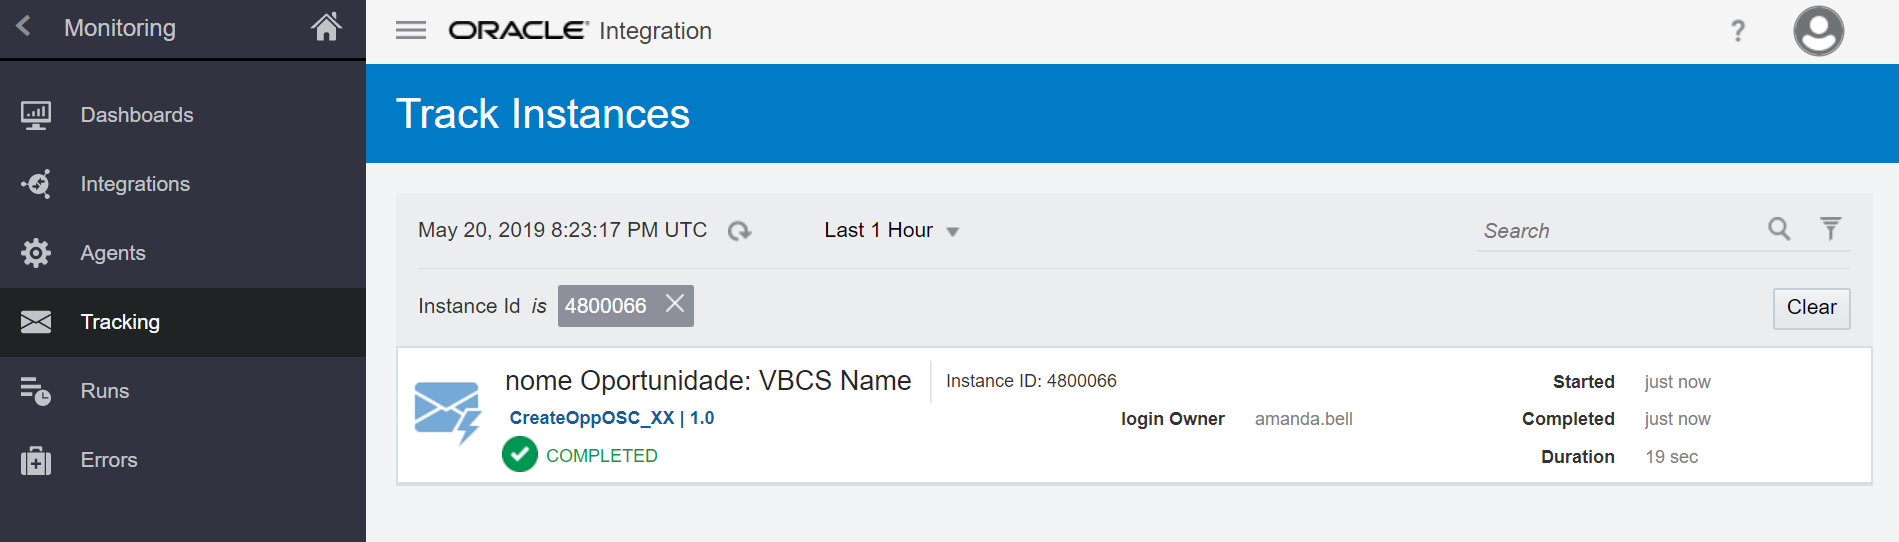 Monitoring
Dashboards
Integrations
Agents
Tracking
Runs
Errors
ORACLE® Integration
?
Track Instances
May 20, 2019 8:23:17 PM UTC Last 1 Hour Search
Instance Id is 4800066 Clear
nome Oportunidade: VBCS Name Instance ID: 4800066 Started just now
CreateOppOSC_XX | 1.0 login Owner amanda.bell Completed just now
COMPLETED Duration 19 sec